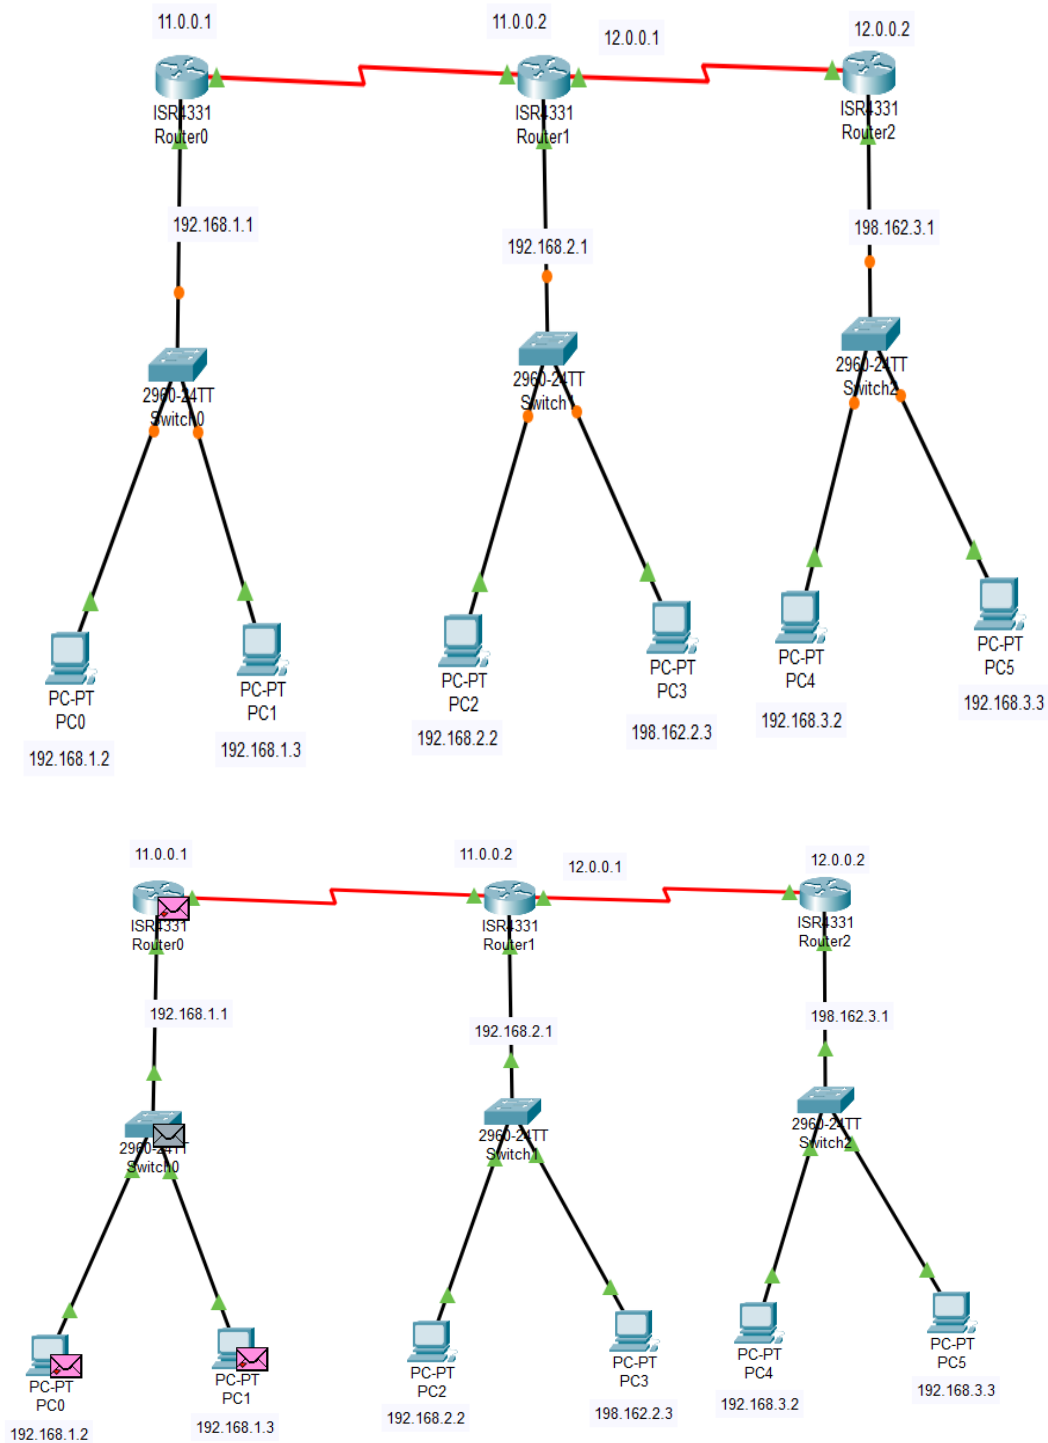 11.0.0.1
11.0.0.2
12.0.0.1
12.0.0.2
ISR4331
Router0
ISR4331
Router1
ISR4331
Router2
192.168.1.1
192.168.2.1
198.162.3.1
2960-24TT
Switch0
2960-24TT
Switch1
2960-24TT
Switch2
PC-PT
PC0
PC-PT
PC1
PC-PT
PC2
PC-PT
PC3
PC-PT
PC4
PC-PT
PC5
192.168.1.2
192.168.1.3
192.168.2.2
198.162.2.3
192.168.3.2
192.168.3.3
11.0.0.1
11.0.0.2
12.0.0.1
12.0.0.2
ISR4331
Router0
ISR4331
Router1
ISR4331
Router2
192.168.1.1
192.168.2.1
198.162.3.1
2960-24TT
Switch0
2960-24TT
Switch1
2960-24TT
Switch2
PC-PT
PC0
PC-PT
PC1
PC-PT
PC2
PC-PT
PC3
PC-PT
PC4
PC-PT
PC5
192.168.1.2
192.168.1.3
192.168.2.2
198.162.2.3
192.168.3.2
192.168.3.3